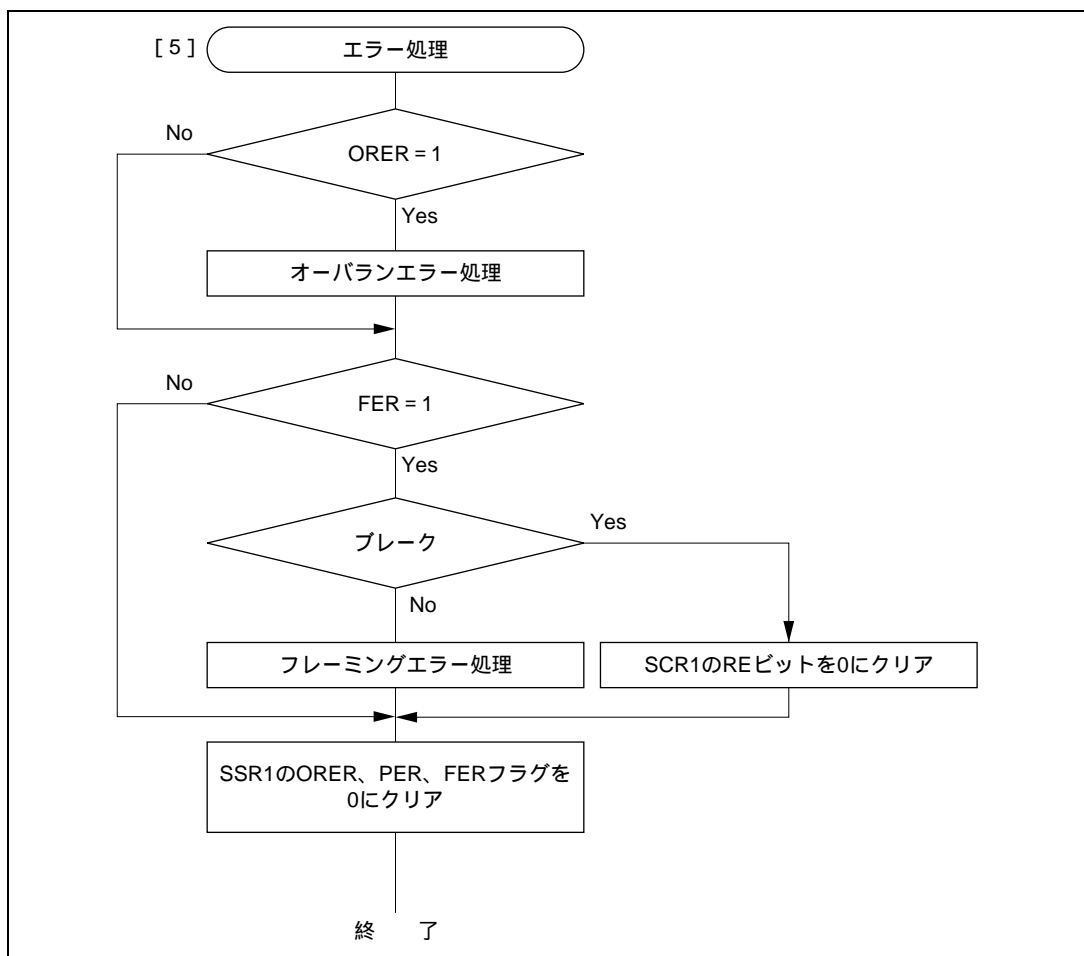 [ 5 ]
エラー処理
No
ORER = 1
Yes
オーバランエラー処理
No
FER = 1
Yes
ブレーク
Yes
No
フレーミングエラー処理
SCR1のREビットを0にクリア
SSR1のORER、PER、FERフラグを
0にクリア
終　了